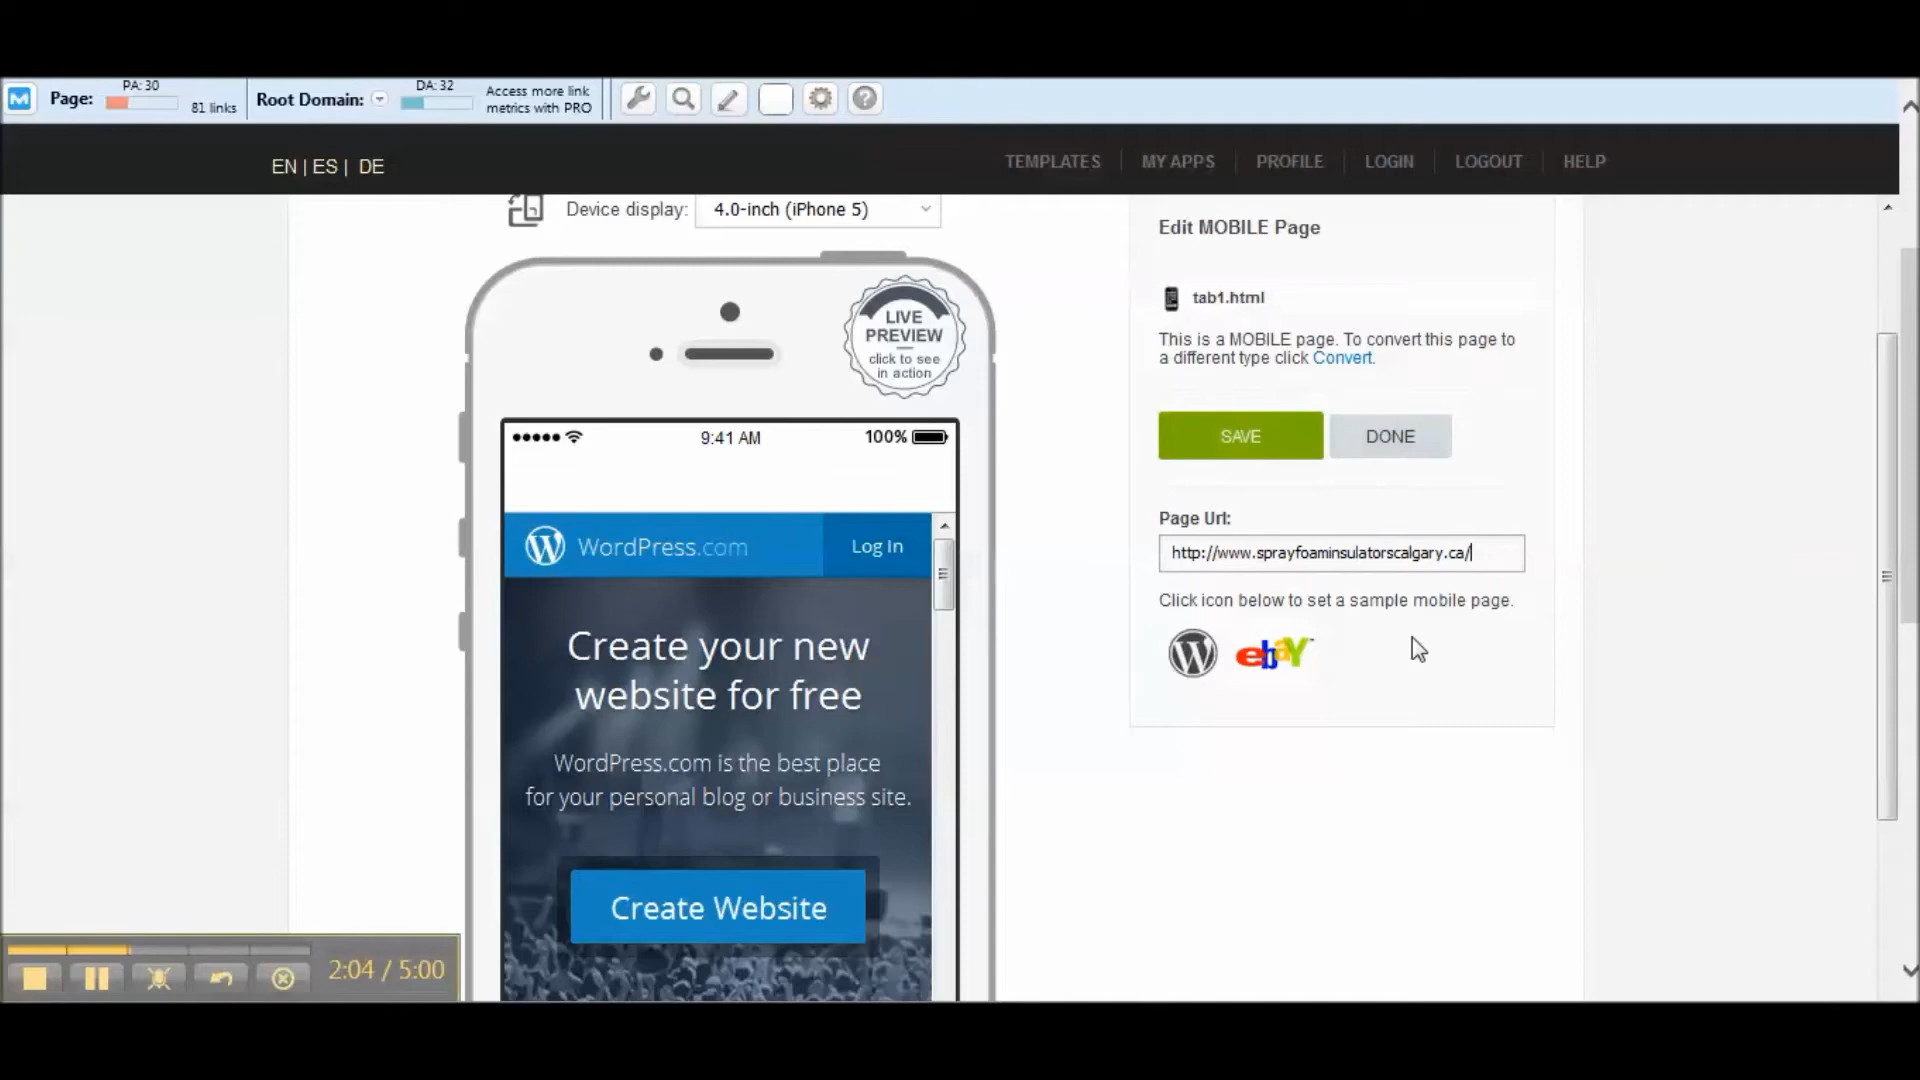 PA: 30
Page:
81 links
Root Domain:
DA: 32
Access more link
metrics with PRO
EN | ES | DE
TEMPLATES
MY APPS
PROFILE
LOGIN
LOGOUT
HELP
Device display:
4.0-inch (iPhone 5)
LIVE
PREVIEW
click to see
in action
9:41 AM
100%
WordPress.com
Log In
Create your new
website for free
WordPress.com is the best place
for your personal blog or business site.
Create Website
Edit MOBILE Page
tab1.html
This is a MOBILE page. To convert this page to
a different type click Convert.
SAVE
DONE
Page Url:
http://www.sprayfoaminsulatorscalgary.ca/
Click icon below to set a sample mobile page.
ebaY™
2:04 / 5:00